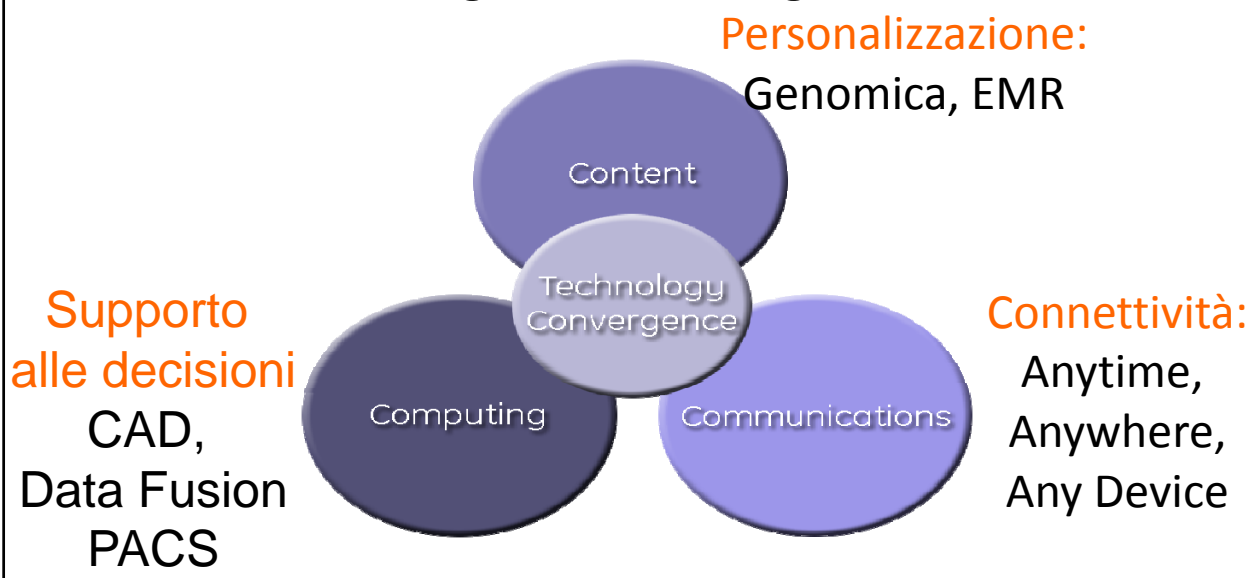 Personalizzazione:
Genomica, EMR
Content
Technology
Convergence
Supporto
alle decisioni
CAD,
Data Fusion
PACS
Computing
Communications
Connettività:
Anytime,
Anywhere,
Any Device